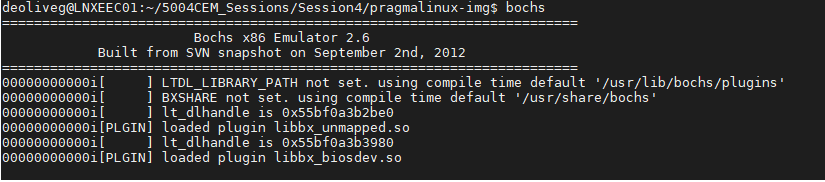 deoliveg@LNXEEC01:~/5004CEM_Sessions/Session4/pragmalinux-img$ bochs
========================================================================
Bochs x86 Emulator 2.6
Built from SVN snapshot on September 2nd, 2012
========================================================================
00000000000i[     ] LTDL_LIBRARY_PATH not set. using compile time default '/usr/lib/bochs/plugins'
00000000000i[     ] BXSHARE not set. using compile time default '/usr/share/bochs'
00000000000i[     ] lt_dlhandle is 0x55bf0a3b2be0
00000000000i[PLGIN] loaded plugin libbx_unmapped.so
00000000000i[     ] lt_dlhandle is 0x55bf0a3b3980
00000000000i[PLGIN] loaded plugin libbx_biosdev.so